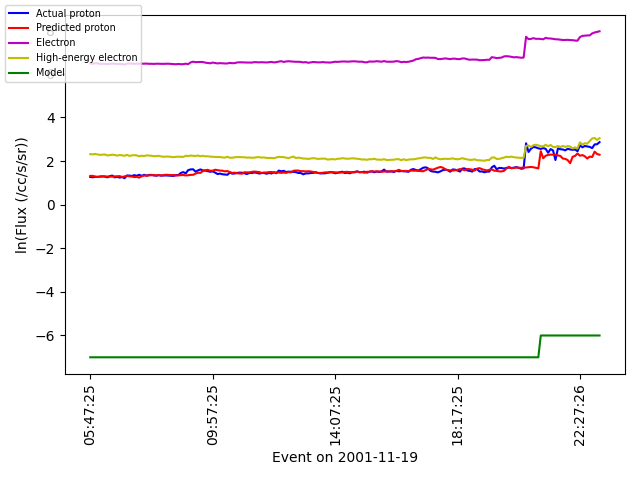 Actual proton
Predicted proton
Electron
High-energy electron
Model
8
6
4
2
0
−2
−4
−6
ln(Flux (/cc/s/sr))
05:47:25
09:57:25
14:07:25
18:17:25
22:27:26
Event on 2001-11-19